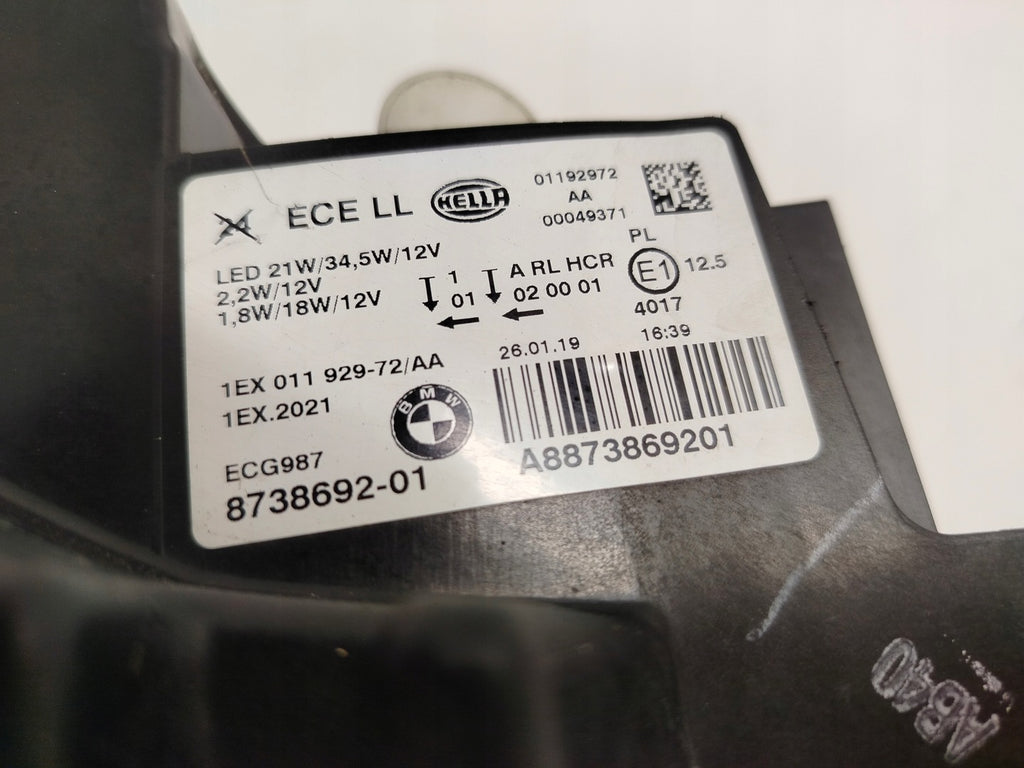 24 ECE LL HELLA
01192972
AA
00049371
LED 21W/34,5W/12V
2,2W/12V
1,8W/18W/12V
1
01
A RL HCR
02 00 01
PL
E1 12.5
4017
26.01.19 16:39
1EX 011 929-72/AA
1EX.2021
BMW
ECG987
8738692-01
A8873869201
AB40